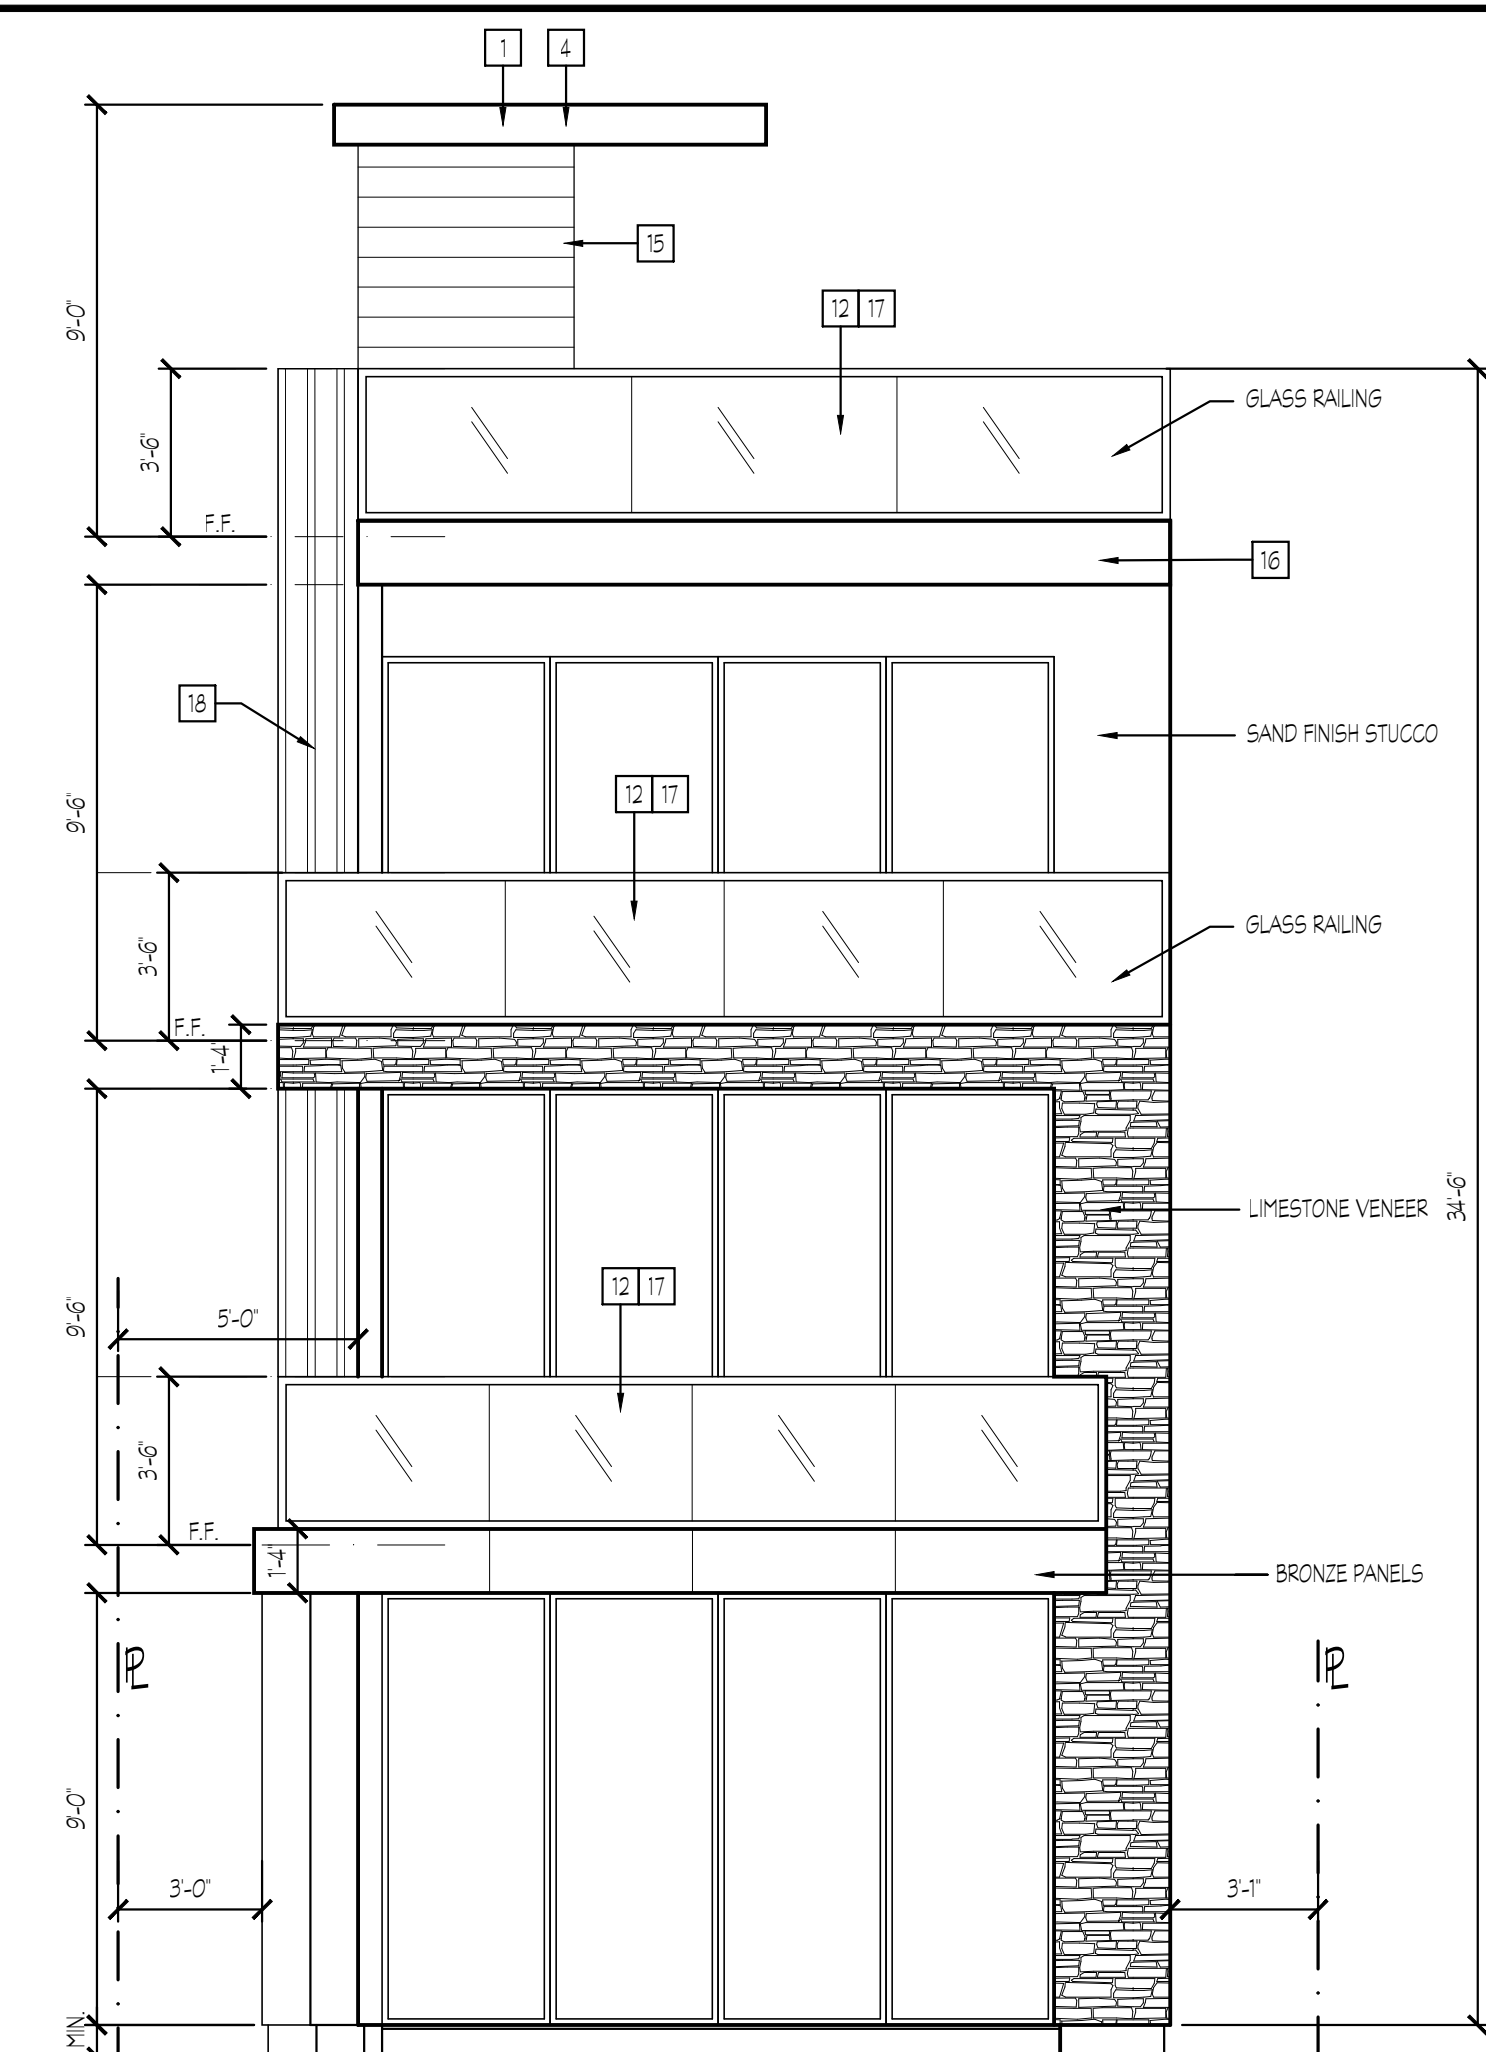 1 4
15
9'-0"
12 17
GLASS RAILING
3'-6"
F.F.
16
18
SAND FINISH STUCCO
12 17
9'-6"
GLASS RAILING
3'-6"
F.F.
1'-4"
LIMESTONE VENEER
34'-6"
12 17
9'-6"
5'-0"
3'-6"
F.F.
1'-4"
BRONZE PANELS
PL
PL
9'-0"
3'-0"
3'-1"
MIN.